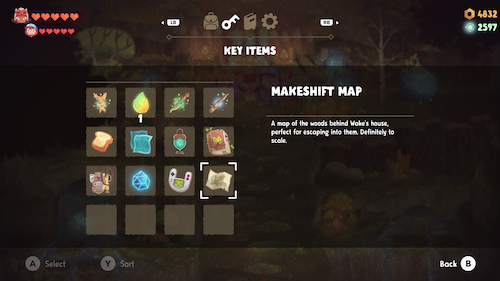 LB
RB
4832
2597
KEY ITEMS
MAKESHIFT MAP
A map of the woods behind Wake's house,
perfect for escaping into them. Definitely to
scale.
1
A Select
Y Sort
Back B